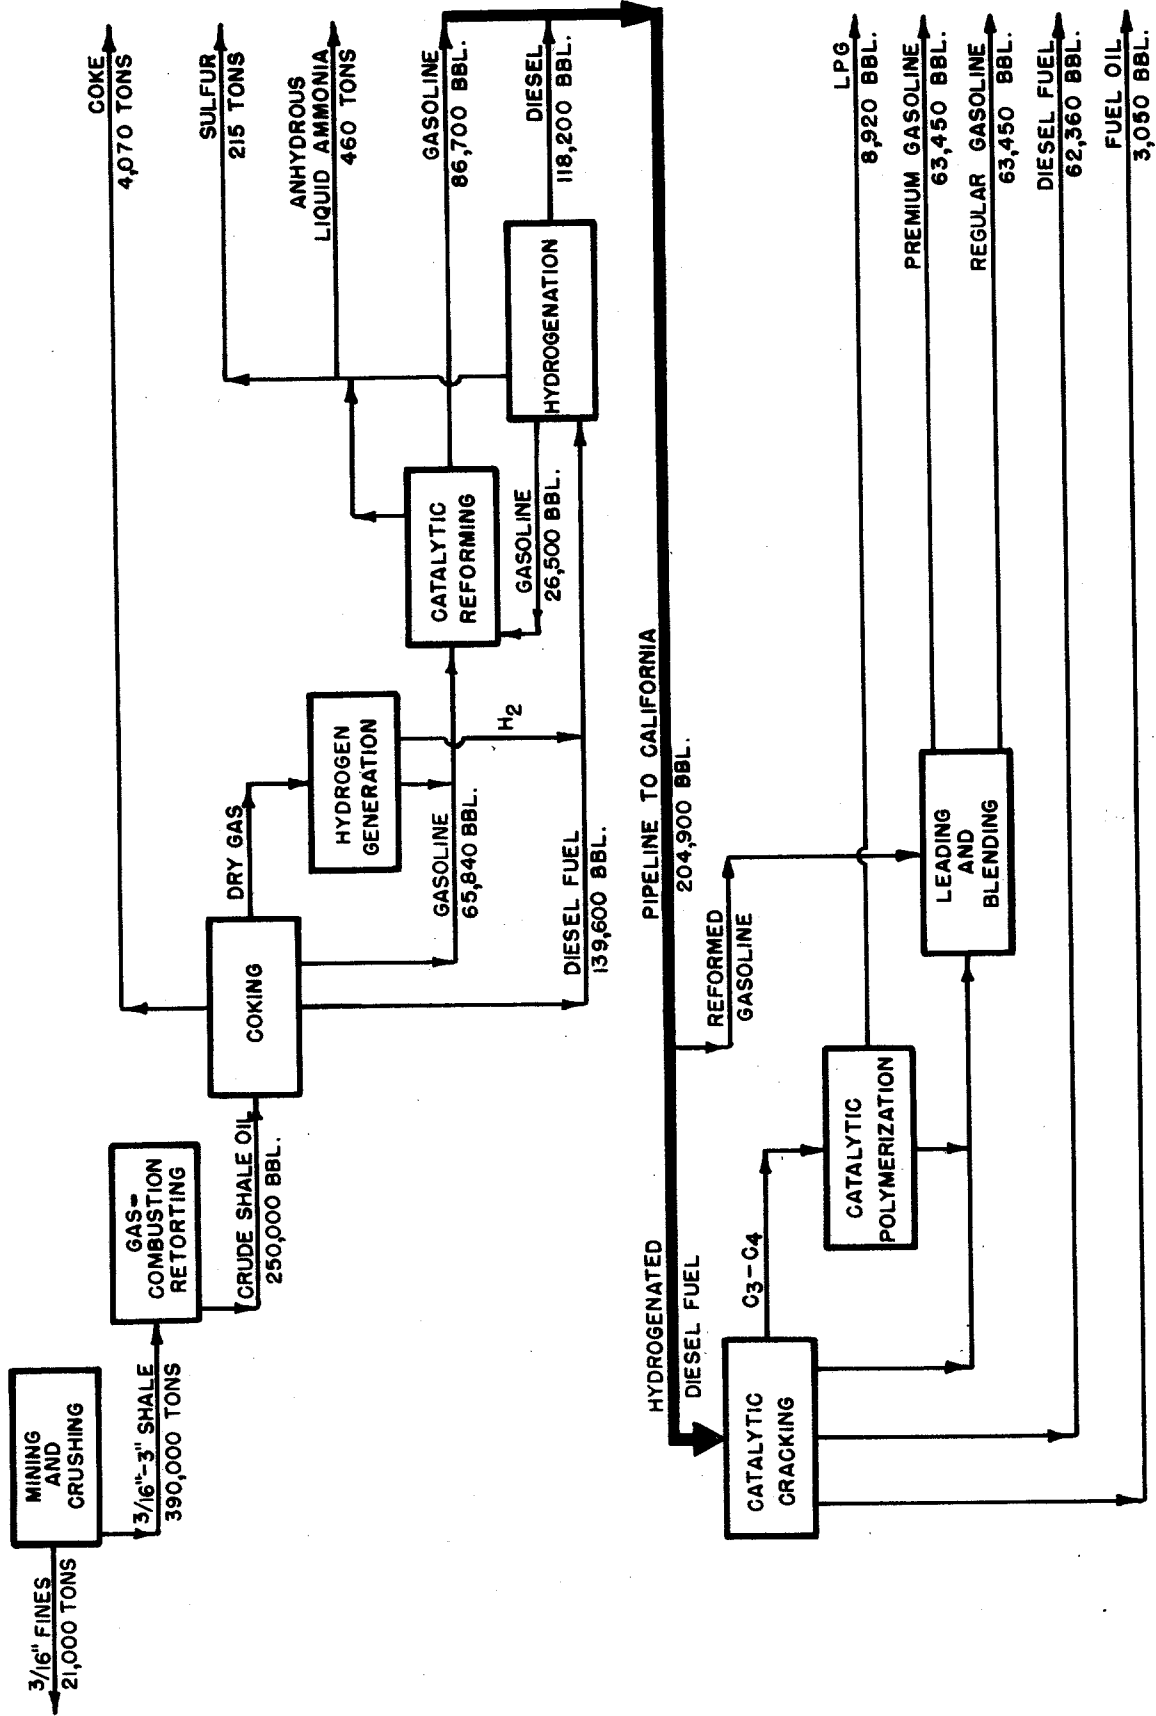 MINING
AND
CRUSHING
3/16" FINES
21,000 TONS
3/16"-3" SHALE
390,000 TONS
GAS-
COMBUSTION
RETORTING
CRUDE SHALE OIL
250,000 BBL.
COKING
COKE
4,070 TONS
DRY GAS
HYDROGEN
GENERATION
H2
GASOLINE
65,840 BBL.
DIESEL FUEL
139,600 BBL.
CATALYTIC
REFORMING
GASOLINE
26,500 BBL.
HYDROGENATION
SULFUR
215 TONS
ANHYDROUS
LIQUID AMMONIA
460 TONS
GASOLINE
86,700 BBL.
DIESEL
118,200 BBL.
PIPELINE TO CALIFORNIA
204,900 BBL.
HYDROGENATED
DIESEL FUEL
REFORMED
GASOLINE
CATALYTIC
CRACKING
C3-C4
CATALYTIC
POLYMERIZATION
LEADING
AND
BLENDING
LPG
8,920 BBL.
PREMIUM GASOLINE
63,450 BBL.
REGULAR GASOLINE
63,450 BBL.
DIESEL FUEL
62,360 BBL.
FUEL OIL
3,050 BBL.